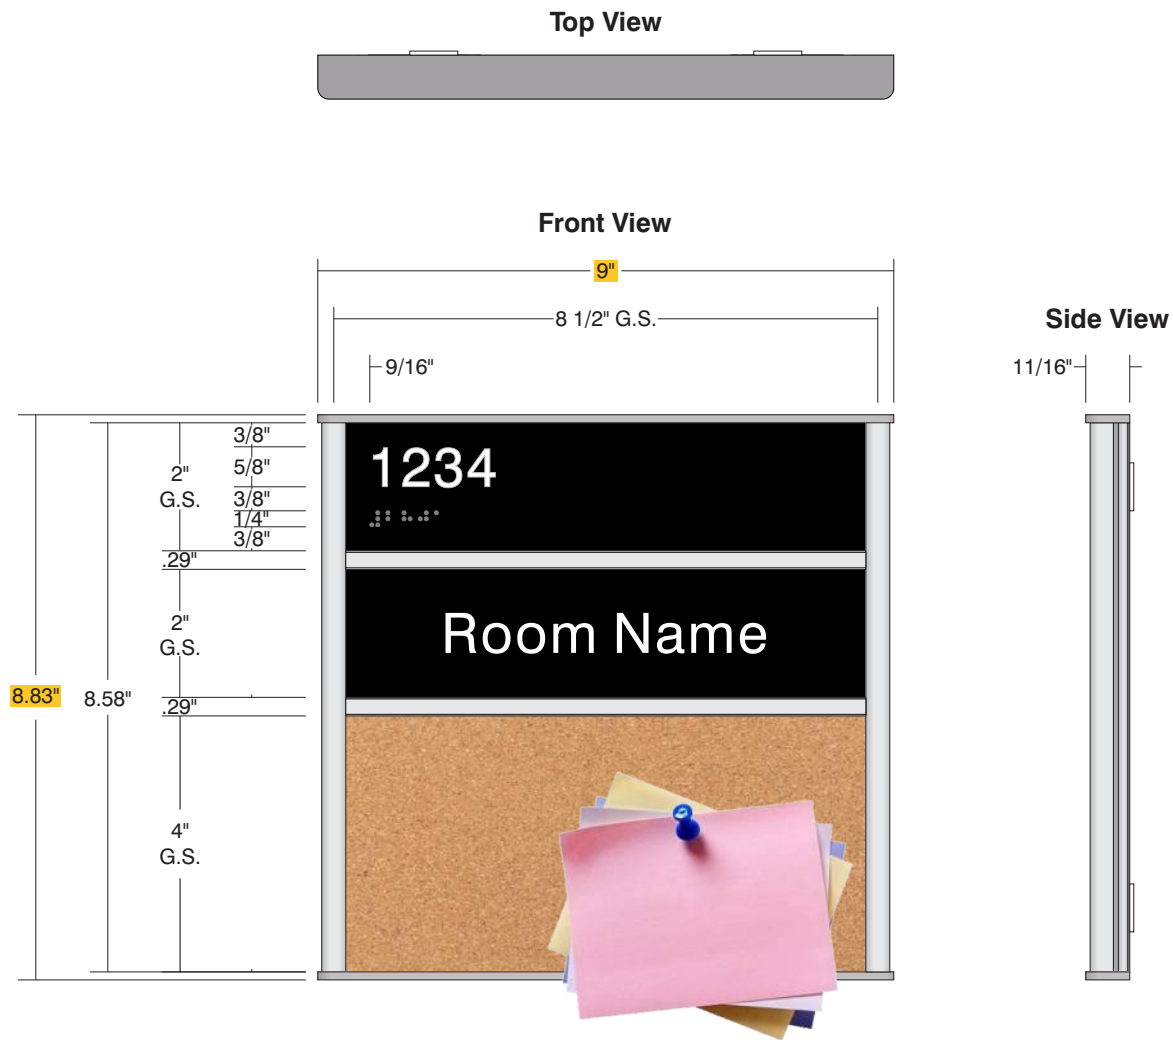 Top View
Front View
9"
8 1/2" G.S.
Side View
9/16"
11/16"
3/8"
2"
G.S.
5/8"
3/8"
1/4"
3/8"
.29"
1234
2"
G.S.
Room Name
8.83"
8.58"
.29"
4"
G.S.